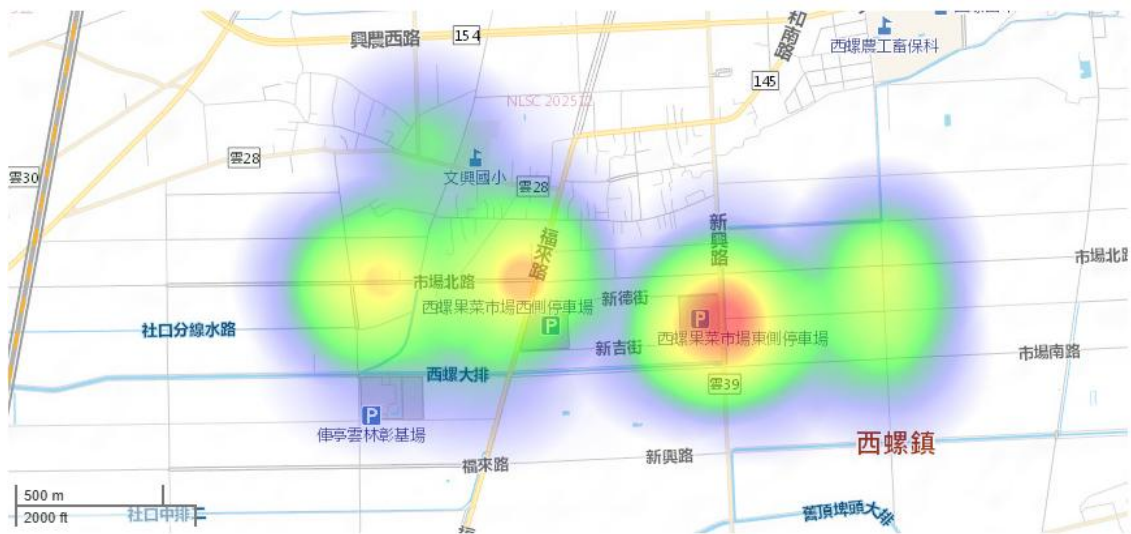 154
興農西路
西螺農工畜保科
145
NLSC 202512
雲28
雲30
文興國小
雲28
新興路
福來路
市場北路
市場北路
新德街
西螺果菜市場西側停車場
P
P
社口分線水路
西螺果菜市場東側停車場
新吉街
市場南路
西螺大排
雲39
P
俥亭雲林彰基場
西螺鎮
新興路
福來路
500 m
2000 ft
社口中排二
舊頂埤頭大排